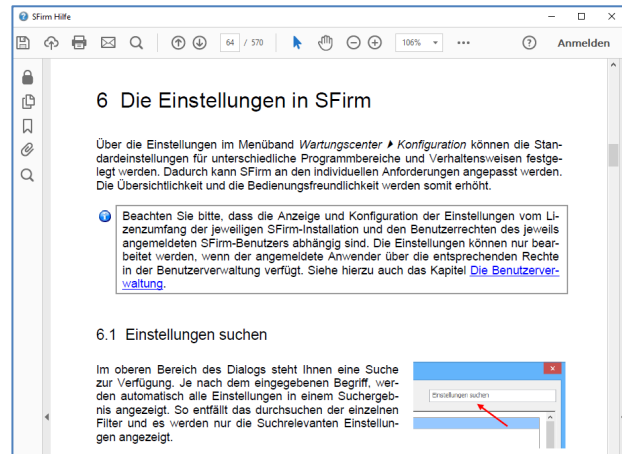 SFirm Hilfe
64 / 570
106%
Anmelden
6 Die Einstellungen in SFirm
Über die Einstellungen im Menüband Wartungscenter ▸ Konfiguration können die Stan-
dardeinstellungen für unterschiedliche Programmbereiche und Verhaltensweisen festge-
legt werden. Dadurch kann SFirm an den individuellen Anforderungen angepasst werden.
Die Übersichtlichkeit und die Bedienungsfreundlichkeit werden somit erhöht.
Beachten Sie bitte, dass die Anzeige und Konfiguration der Einstellungen vom Li-
zenzumfang der jeweiligen SFirm-Installation und den Benutzerrechten des jeweils
angemeldeten SFirm-Benutzers abhängig sind. Die Einstellungen können nur bear-
beitet werden, wenn der angemeldete Anwender über die entsprechenden Rechte
in der Benutzerverwaltung verfügt. Siehe hierzu auch das Kapitel Die Benutzerver-
waltung.
6.1 Einstellungen suchen
Im oberen Bereich des Dialogs steht Ihnen eine Suche
zur Verfügung. Je nach dem eingegebenen Begriff, wer-
den automatisch alle Einstellungen in einem Suchergeb-
nis angezeigt. So entfällt das durchsuchen der einzelnen
Filter und es werden nur die Suchrelevanten Einstellun-
gen angezeigt.
Einstellungen suchen